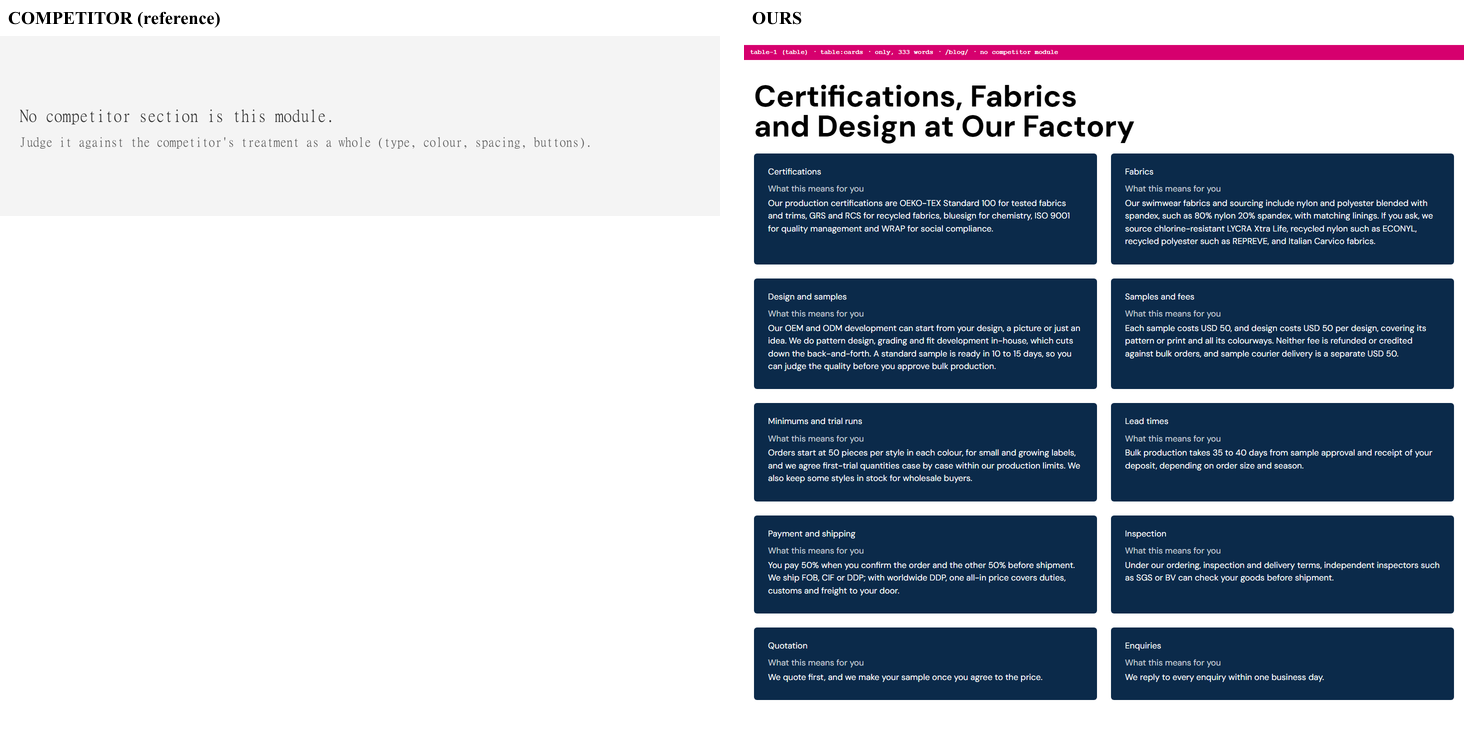 COMPETITOR (reference)
No competitor section is this module.
Judge it against the competitor's treatment as a whole (type, colour, spacing, buttons).
OURS
table-1 (table) · table:cards · only, 333 words · /blog/ · no competitor module
Certifications, Fabrics
and Design at Our Factory
Certifications
What this means for you
Our production certifications are OEKO-TEX Standard 100 for tested fabrics
and trims, GRS and RCS for recycled fabrics, bluesign for chemistry, ISO 9001
for quality management and WRAP for social compliance.
Fabrics
What this means for you
Our swimwear fabrics and sourcing include nylon and polyester blended with
spandex, such as 80% nylon 20% spandex, with matching linings. If you ask, we
source chlorine-resistant LYCRA Xtra Life, recycled nylon such as ECONYL,
recycled polyester such as REPREVE, and Italian Carvico fabrics.
Design and samples
What this means for you
Our OEM and ODM development can start from your design, a picture or just an
idea. We do pattern design, grading and fit development in-house, which cuts
down the back-and-forth. A standard sample is ready in 10 to 15 days, so you
can judge the quality before you approve bulk production.
Samples and fees
What this means for you
Each sample costs USD 50, and design costs USD 50 per design, covering its
pattern or print and all its colourways. Neither fee is refunded or credited
against bulk orders, and sample courier delivery is a separate USD 50.
Minimums and trial runs
What this means for you
Orders start at 50 pieces per style in each colour, for small and growing labels,
and we agree first-trial quantities case by case within our production limits. We
also keep some styles in stock for wholesale buyers.
Lead times
What this means for you
Bulk production takes 35 to 40 days from sample approval and receipt of your
deposit, depending on order size and season.
Payment and shipping
What this means for you
You pay 50% when you confirm the order and the other 50% before shipment.
We ship FOB, CIF or DDP; with worldwide DDP, one all-in price covers duties,
customs and freight to your door.
Inspection
What this means for you
Under our ordering, inspection and delivery terms, independent inspectors such
as SGS or BV can check your goods before shipment.
Quotation
What this means for you
We quote first, and we make your sample once you agree to the price.
Enquiries
What this means for you
We reply to every enquiry within one business day.